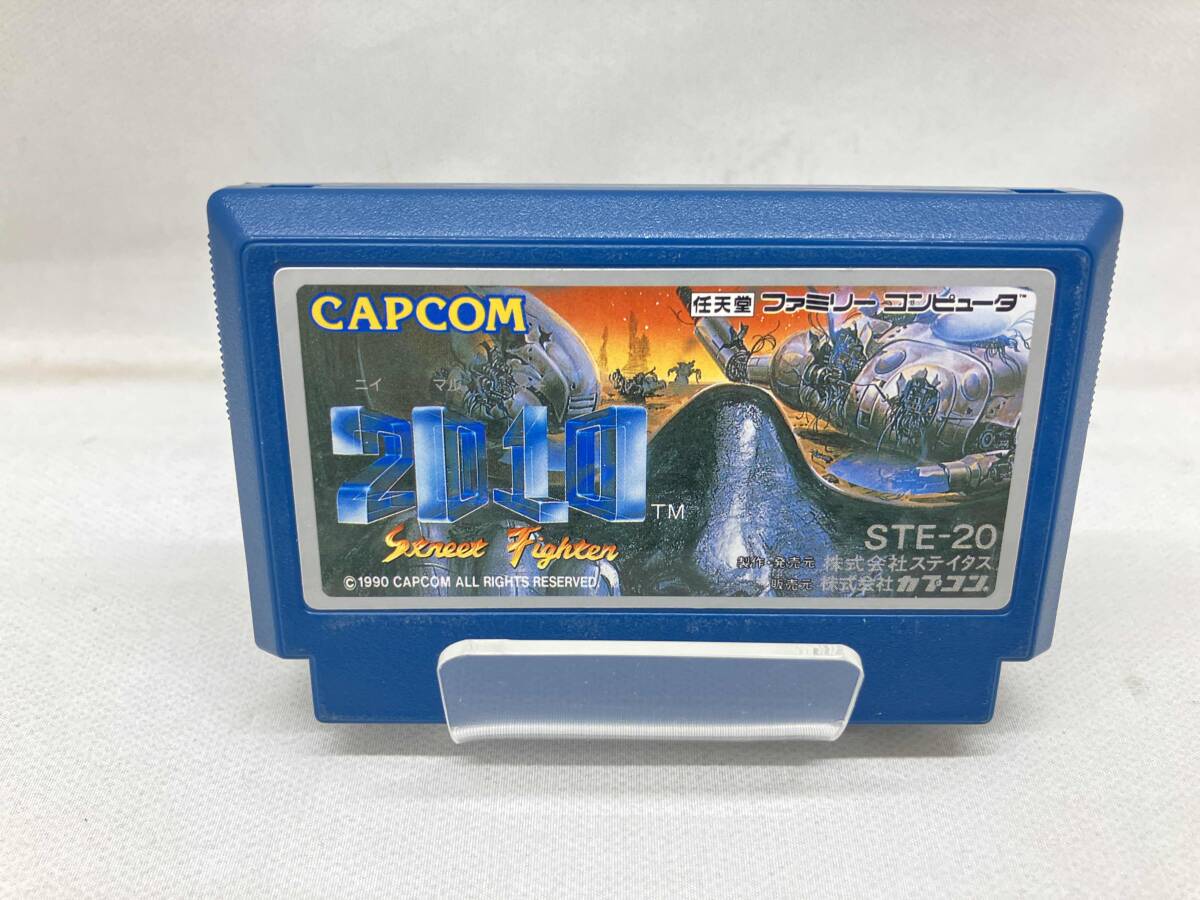 CAPCOM
任天堂 ファミリーコンピュータ™
ニイ マル
2010 TM
Street Fighter
STE-20
製作・発売元 株式会社ステイタス
販売元 株式会社カプコン
©1990 CAPCOM ALL RIGHTS RESERVED.